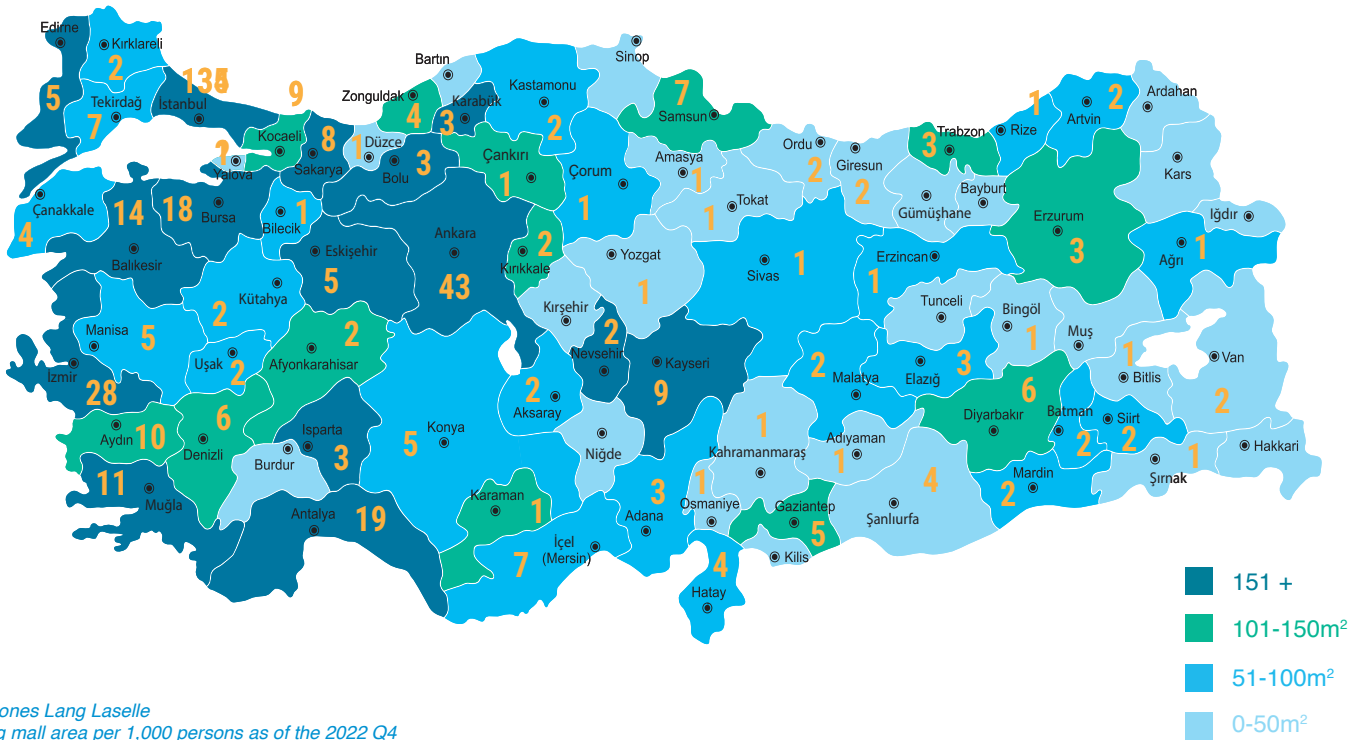 Edirne
Kırklareli
2
5
Tekirdağ
7
İstanbul
9
Kocaeli
Yalova
8
Sakarya
1
Düzce
Bolu
3
Zonguldak
4
Bartın
Karabük
3
Kastamonu
2
Sinop
7
Samsun
Çankırı
1
Çorum
1
Amasya
1
Tokat
1
Ordu
2
Giresun
2
Gümüşhane
Bayburt
Trabzon
3
1
Rize
2
Artvin
Ardahan
Kars
Iğdır
Ağrı
1
Erzurum
3
Erzincan
1
Sivas
1
Yozgat
1
Kırıkkale
2
Ankara
43
Eskişehir
5
Bilecik
1
Bursa
18
14
Balıkesir
Çanakkale
4
Kütahya
2
Manisa
5
Uşak
2
Afyonkarahisar
2
İzmir
28
Aydın
10
Denizli
6
Muğla
11
Burdur
Isparta
3
Antalya
19
Konya
5
Aksaray
2
Kırşehir
Nevsehir
2
Kayseri
9
Niğde
Karaman
1
İçel
(Mersin)
7
Adana
3
Osmaniye
1
Hatay
4
Kahramanmaraş
1
Gaziantep
5
Kilis
Adıyaman
1
Malatya
2
Elazığ
3
Tunceli
Bingöl
1
Muş
Bitlis
1
Van
2
Diyarbakır
6
Batman
2
Siirt
2
Şırnak
1
Hakkari
Mardin
2
Şanlıurfa
4
151 +
101-150m²
51-100m²
0-50m²
ones Lang Laselle
mall area per 1,000 persons as of the 2022 Q4